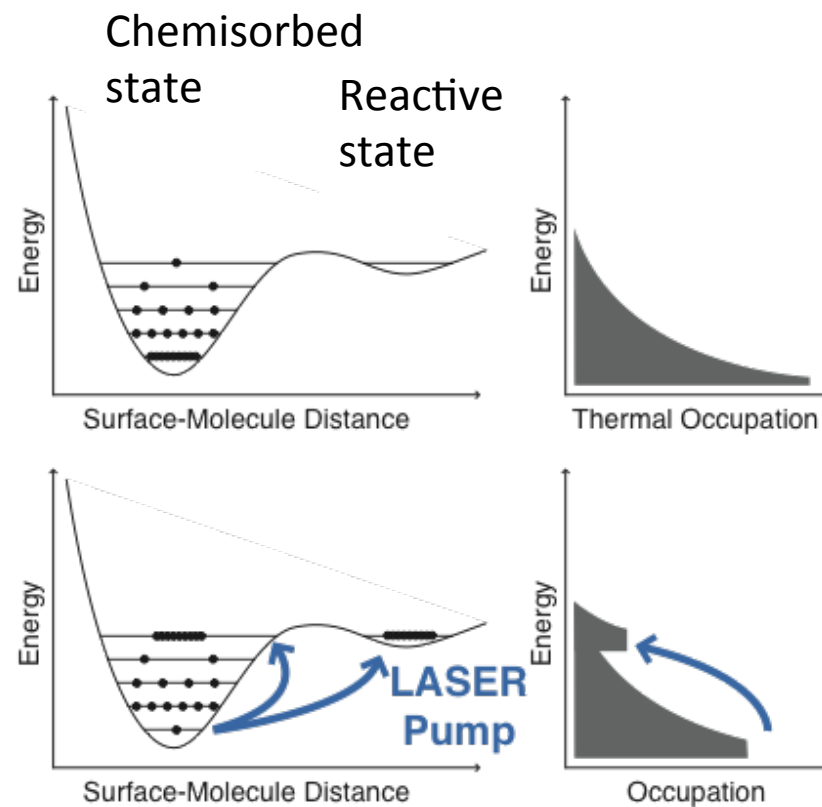 Chemisorbed
state
Reactive
state
Energy
Surface-Molecule Distance
Energy
Thermal Occupation
Energy
LASER
Pump
Surface-Molecule Distance
Energy
Occupation